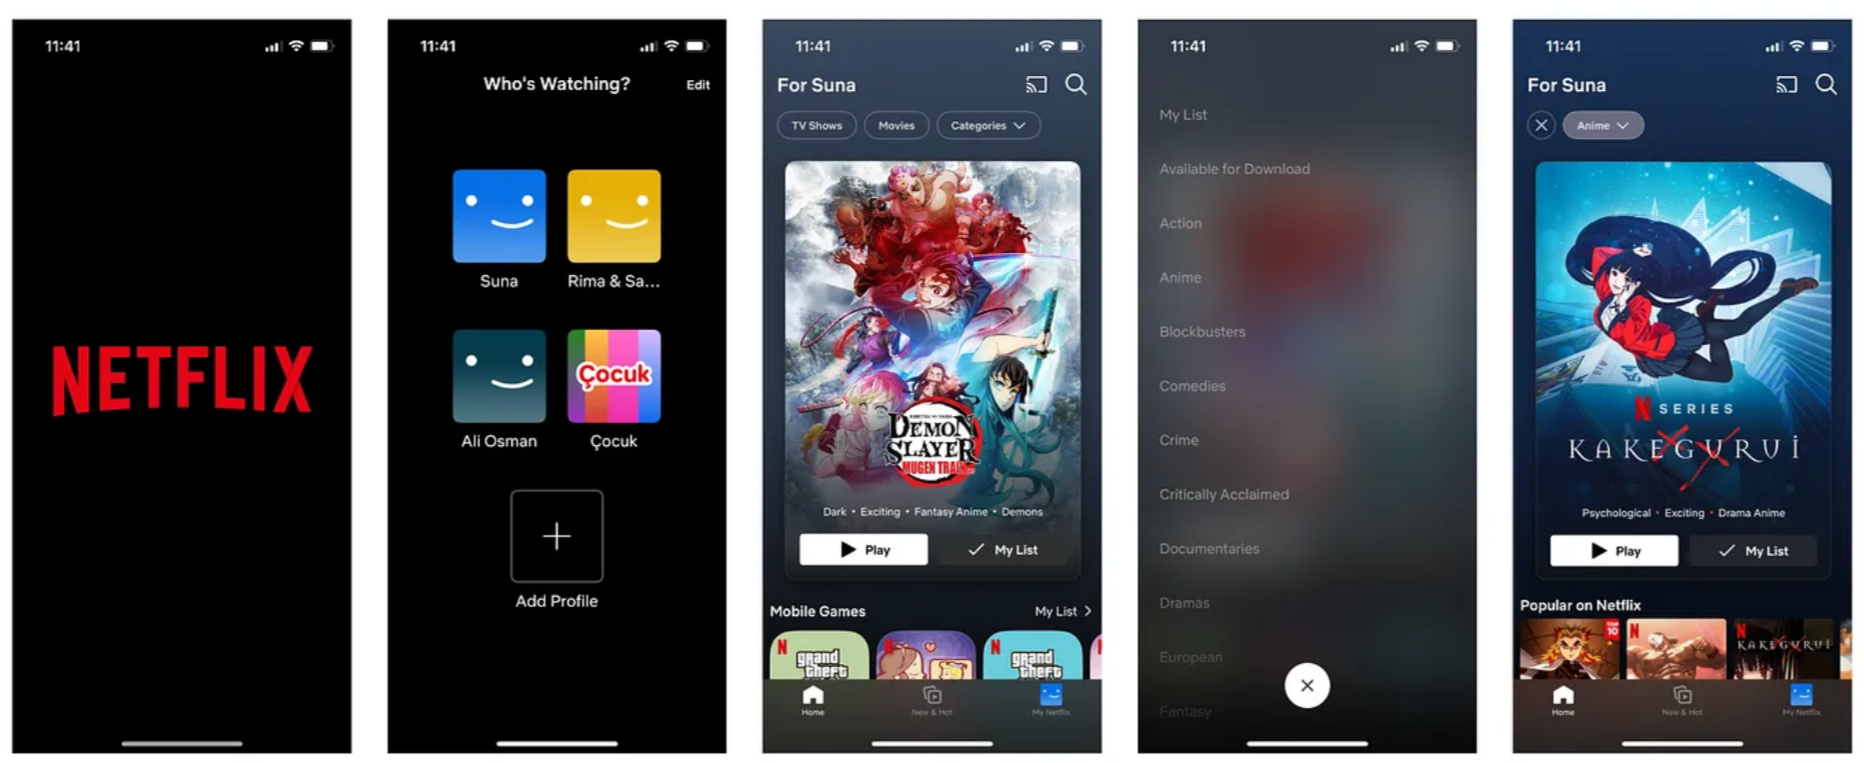 11:41
NETFLIX
11:41
Who's Watching?
Edit
Suna
Rima & Sa...
Ali Osman
Çocuk
Çocuk
Add Profile
11:41
For Suna
TV Shows
Movies
Categories
DEMON
SLAYER
MUGEN TRAIN
Dark • Exciting • Fantasy Anime • Demons
Play
My List
Mobile Games
My List >
N
grand
theft
N
N
grand
theft
Home
New & Hot
My Netflix
11:41
My List
Available for Download
Action
Anime
Blockbusters
Comedies
Crime
Critically Acclaimed
Documentaries
Dramas
European
Fantasy
11:41
For Suna
Anime
N SERIES
KAKEGURUİ
Psychological • Exciting • Drama Anime
Play
My List
Popular on Netflix
TOP
10
N
N
KAKEGURUİ
Home
New & Hot
My Netflix